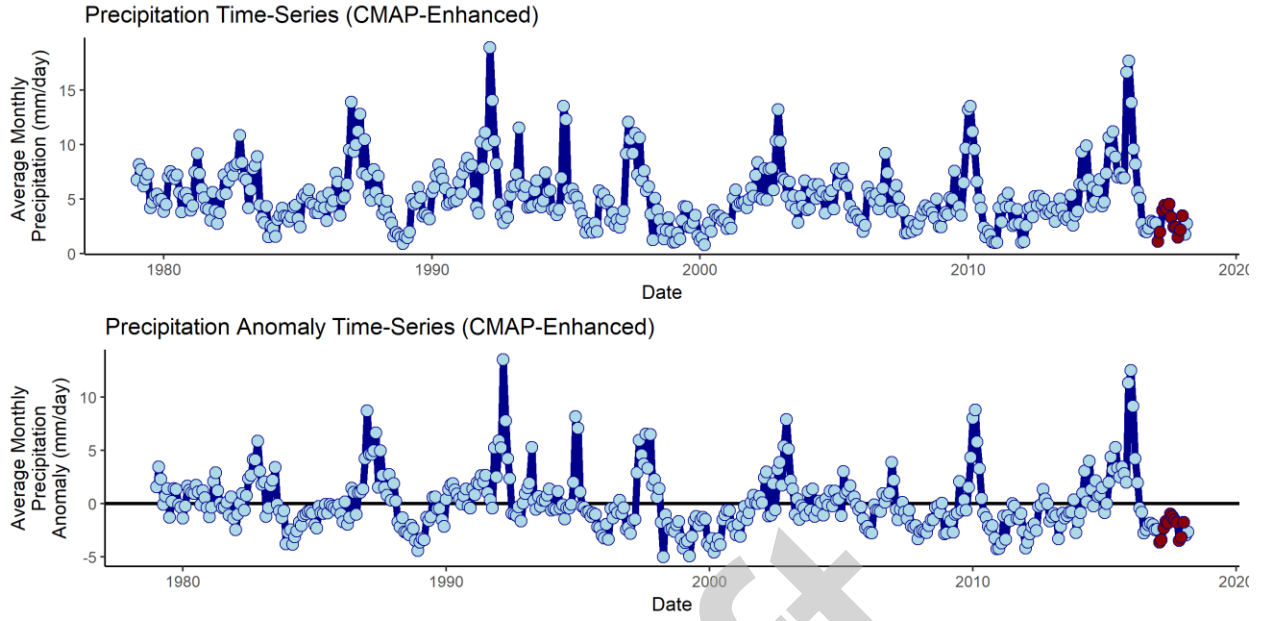 Precipitation Time-Series (CMAP-Enhanced)
Average Monthly
Precipitation (mm/day)
15
10
5
0
1980
1990
2000
2010
2020
Date
Precipitation Anomaly Time-Series (CMAP-Enhanced)
Average Monthly
Precipitation
Anomaly (mm/day)
10
5
0
-5
1980
1990
2000
2010
2020
Date